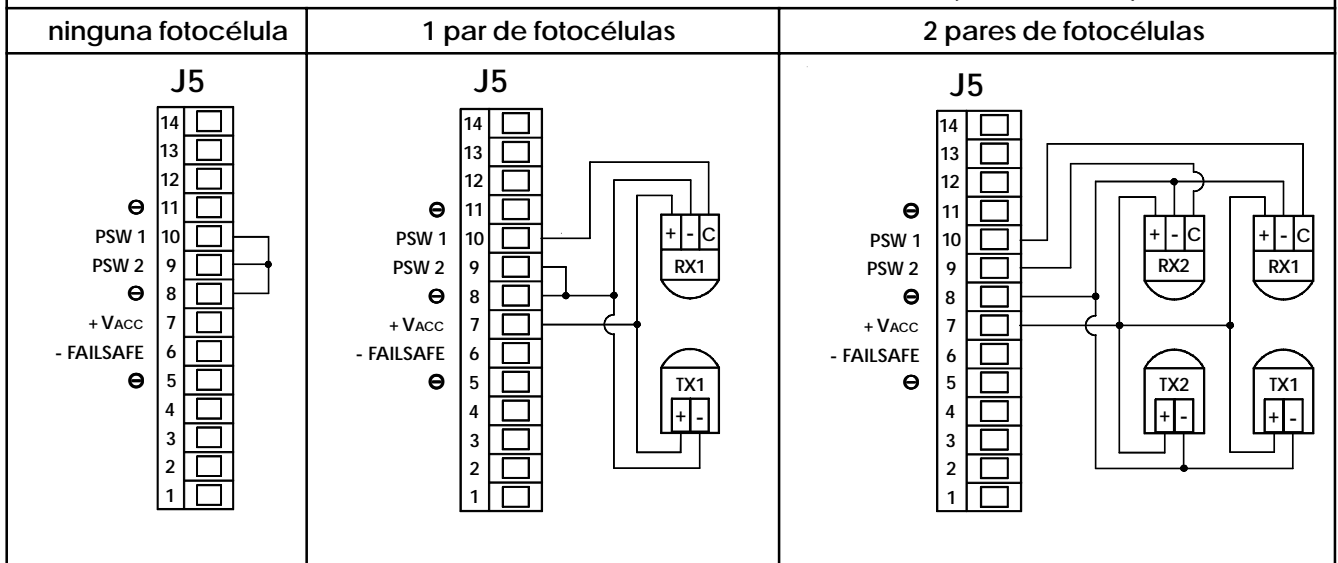 ninguna fotocélula
1 par de fotocélulas
2 pares de fotocélulas
J5
14
13
12
⊖ 11
PSW 1 10
PSW 2 9
⊖ 8
+ VACC 7
- FAILSAFE 6
⊖ 5
4
3
2
1
J5
14
13
12
⊖ 11
PSW 1 10
PSW 2 9
⊖ 8
+ VACC 7
- FAILSAFE 6
⊖ 5
4
3
2
1
+ - C
RX1
TX1
+ -
J5
14
13
12
⊖ 11
PSW 1 10
PSW 2 9
⊖ 8
+ VACC 7
- FAILSAFE 6
⊖ 5
4
3
2
1
+ - C
RX2
+ - C
RX1
TX2
+ -
TX1
+ -